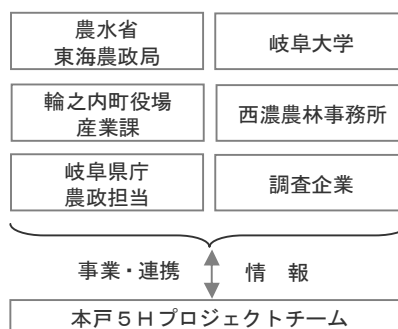 農水省
東海農政局
岐阜大学
輪之内町役場
産業課
西濃農林事務所
岐阜県庁
農政担当
調査企業
事業・連携 情　報
本戸５Ｈプロジェクトチーム